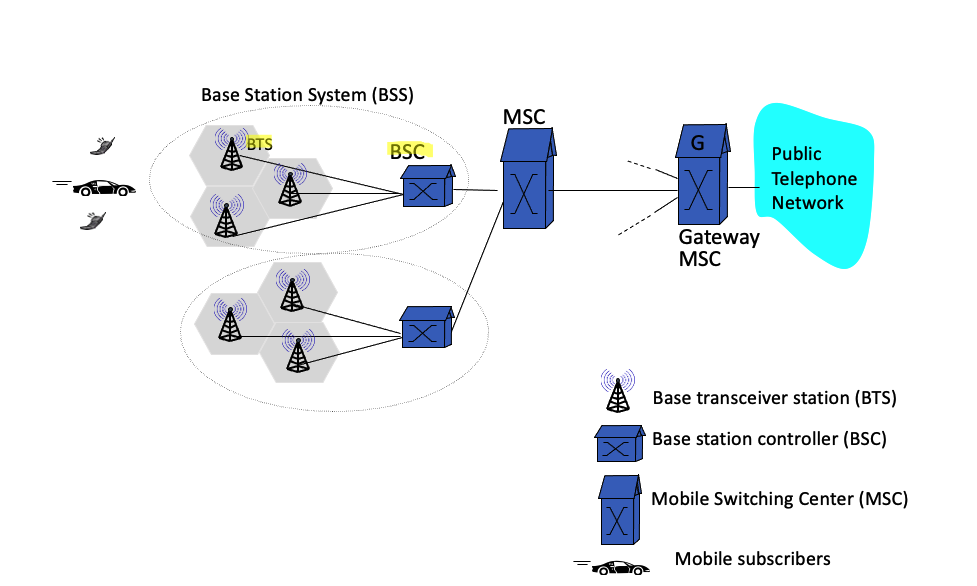 Base Station System (BSS)
BTS
BSC
MSC
G
Public
Telephone
Network
Gateway
MSC
Base transceiver station (BTS)
Base station controller (BSC)
Mobile Switching Center (MSC)
Mobile subscribers